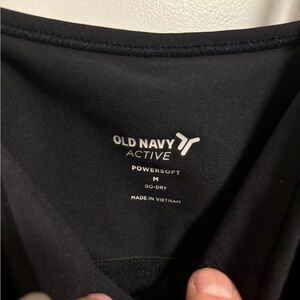 OLD NAVY
ACTIVE
POWERSOFT
M
GO-DRY
MADE IN VIETNAM